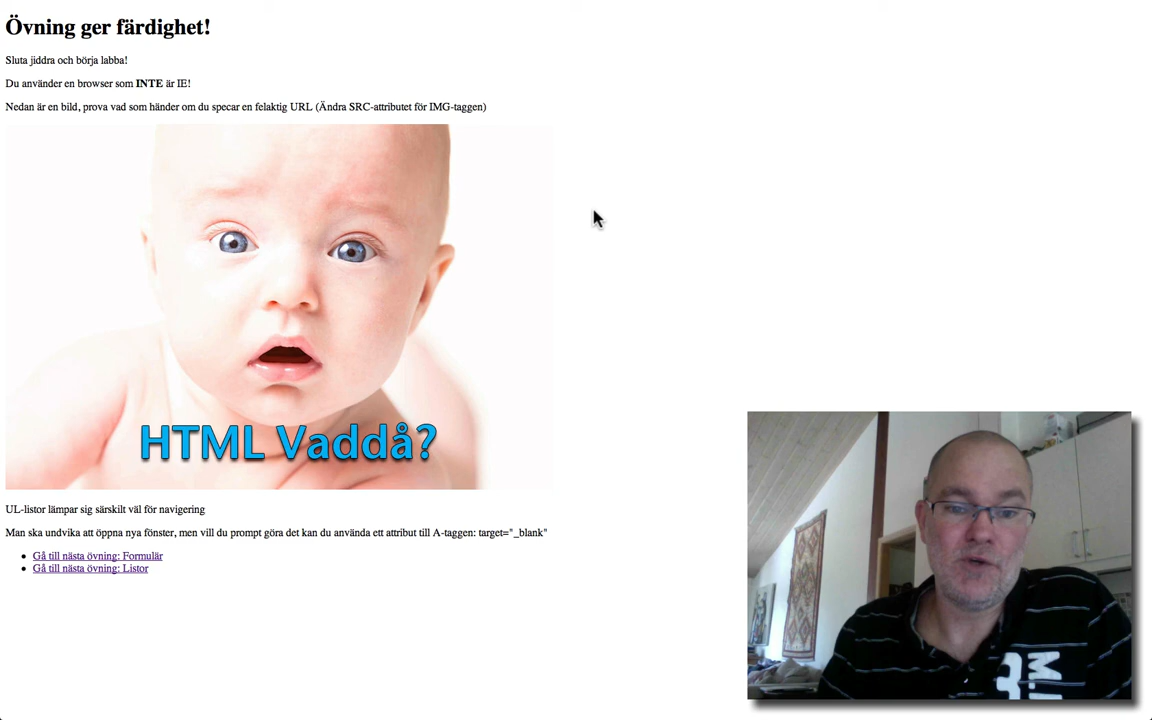 Övning ger färdighet!
Sluta jiddra och börja labba!
Du använder en browser som INTE är IE!
Nedan är en bild, prova vad som händer om du specar en felaktig URL (Ändra SRC-attributet för IMG-taggen)
HTML Vaddå?
UL-listor lämpar sig särskilt väl för navigering
Man ska undvika att öppna nya fönster, men vill du prompt göra det kan du använda ett attribut till A-taggen: target="_blank"
Gå till nästa övning: Formulär
Gå till nästa övning: Listor